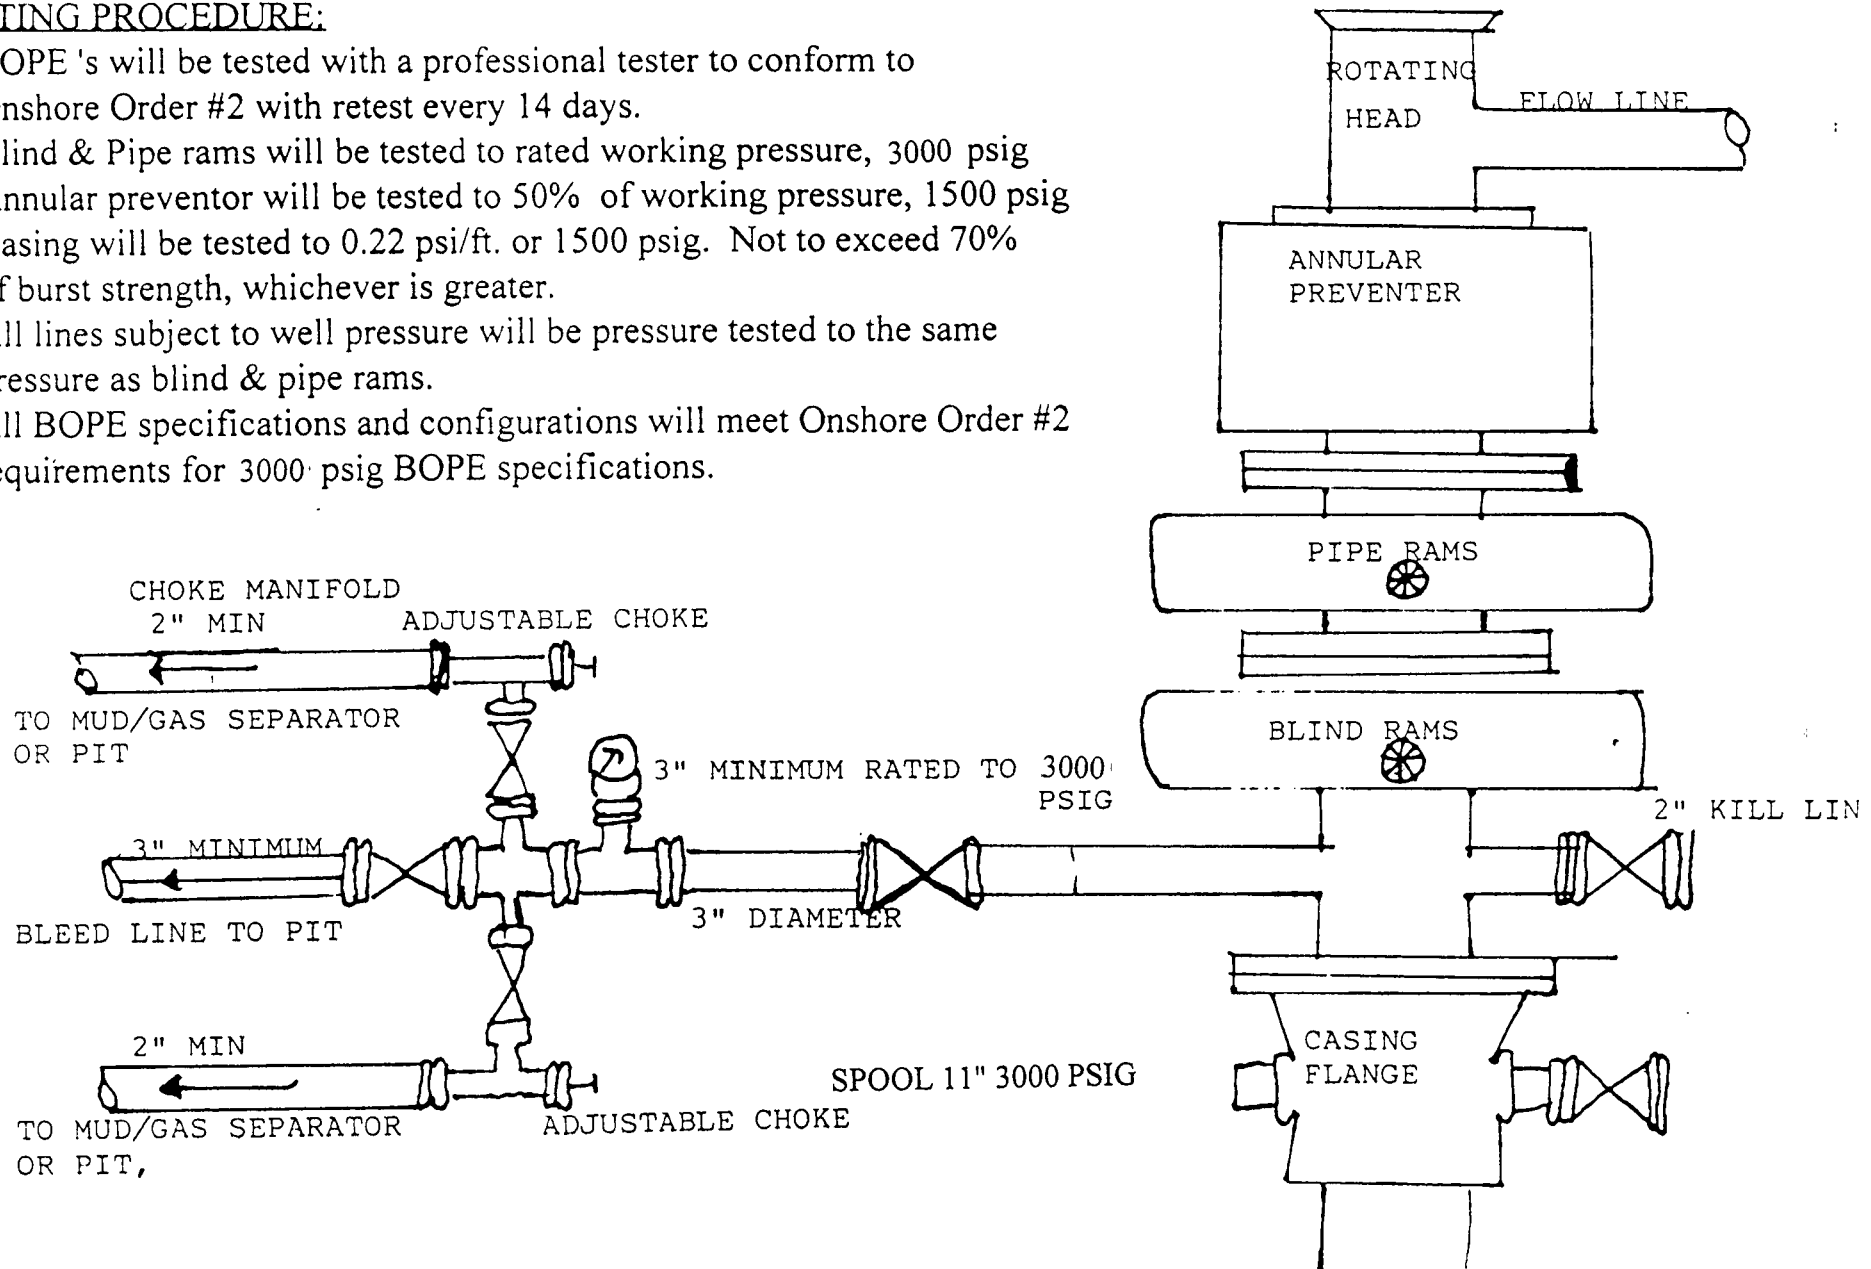 TING PROCEDURE:
OPE 's will be tested with a professional tester to conform to
nshore Order #2 with retest every 14 days.
lind & Pipe rams will be tested to rated working pressure, 3000 psig
nnular preventor will be tested to 50% of working pressure, 1500 psig
asing will be tested to 0.22 psi/ft. or 1500 psig. Not to exceed 70%
f burst strength, whichever is greater.
ll lines subject to well pressure will be pressure tested to the same
ressure as blind & pipe rams.
ll BOPE specifications and configurations will meet Onshore Order #2
equirements for 3000 psig BOPE specifications.
ROTATING
HEAD
FLOW LINE
ANNULAR
PREVENTER
PIPE RAMS
BLIND RAMS
CHOKE MANIFOLD
2" MIN
ADJUSTABLE CHOKE
TO MUD/GAS SEPARATOR
OR PIT
3" MINIMUM RATED TO 3000
PSIG
2" KILL LIN
3" MINIMUM
BLEED LINE TO PIT
3" DIAMETER
2" MIN
SPOOL 11" 3000 PSIG
CASING
FLANGE
TO MUD/GAS SEPARATOR
OR PIT,
ADJUSTABLE CHOKE